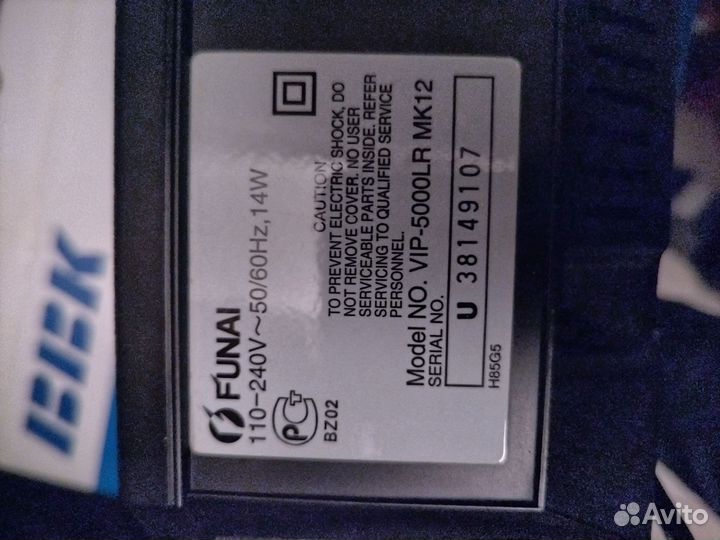 FUNAI
110-240V~50/60Hz,14W
BZ02
CAUTION
TO PREVENT ELECTRIC SHOCK, DO
NOT REMOVE COVER. NO USER
SERVICEABLE PARTS INSIDE. REFER
SERVICING TO QUALIFIED SERVICE
PERSONNEL.
Model NO. VIP-5000LR MK12
SERIAL NO.
U 38149107
H85G5
BBK
Avito